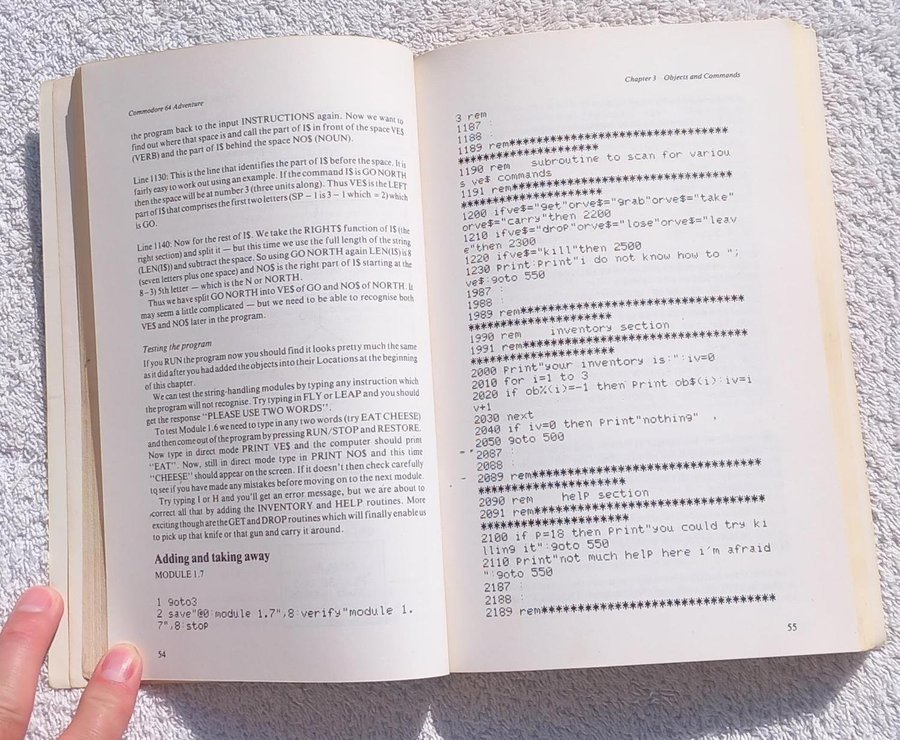 Commodore 64 Adventure
the program back to the input INSTRUCTIONS again. Now we want to
find out where that space is and call the part of I$ in front of the space VE$
(VERB) and the part of I$ behind the space NO$ (NOUN).
Line 1130: This is the line that identifies the part of I$ before the space. It is
fairly easy to work out using an example. If the command I$ is GO NORTH
then the space will be at number 3 (three units along). Thus VE$ is the LEFT
part of I$ that comprises the first two letters (SP – 1 is 3 – 1 which = 2) which
is GO.
Line 1140: Now for the rest of I$. We take the RIGHT$ function of I$ (the
right section) and split it — but this time we use the full length of the string
(LEN(I$)) and subtract the space. So using GO NORTH again LEN(I$) is 8
(seven letters plus one space) and NO$ is the right part of I$ starting at the
8 – 3) 5th letter — which is the N or NORTH.
Thus we have split GO NORTH into VE$ of GO and NO$ of NORTH. It
may seem a little complicated — but we need to be able to recognise both
VE$ and NO$ later in the program.
Testing the program
If you RUN the program now you should find it looks pretty much the same
as it did after you had added the objects into their Locations at the beginning
of this chapter.
We can test the string-handling modules by typing any instruction which
the program will not recognise. Try typing in FLY or LEAP and you should
get the response "PLEASE USE TWO WORDS".
To test Module 1.6 we need to type in any two words (try EAT CHEESE)
and then come out of the program by pressing RUN/STOP and RESTORE.
Now type in direct mode PRINT VE$ and the computer should print
"EAT". Now, still in direct mode type in PRINT NO$ and this time
"CHEESE" should appear on the screen. If it doesn't then check carefully
to see if you have made any mistakes before moving on to the next module.
Try typing I or H and you'll get an error message, but we are about to
correct all that by adding the INVENTORY and HELP routines. More
exciting though are the GET and DROP routines which will finally enable us
to pick up that knife or that gun and carry it around.
Adding and taking away
MODULE 1.7
1 goto3
2 save"@0:module 1.7",8:verify"module 1.
7",8:stop
54
Chapter 3 Objects and Commands
3 rem
1187 :
1188 :
1189 rem*********************************
*********************
1190 rem   subroutine to scan for variou
s ve$ commands
1191 rem*********************************
*********************
1200 ifve$="get"orve$="grab"orve$="take"
orve$="carry"then 2200
1210 ifve$="drop"orve$="lose"orve$="leav
e"then 2300
1220 ifve$="kill"then 2500
1230 print:print"i do not know how to ";
ve$:goto 550
1987 :
1988 :
1989 rem*********************************
*********************
1990 rem    inventory section
1991 rem*********************************
*********************
2000 print"your inventory is:":iv=0
2010 for i=1 to 3
2020 if ob%(i)=-1 then print ob$(i):iv=i
v+1
2030 next
2040 if iv=0 then print"nothing"
2050 goto 500
2087 :
2088 :
2089 rem*********************************
*********************
2090 rem    help section
2091 rem*********************************
*********************
2100 if p=18 then print"you could try ki
lling it":goto 550
2110 print"not much help here i'm afraid
":goto 550
2187 :
2188 :
2189 rem*********************************
55